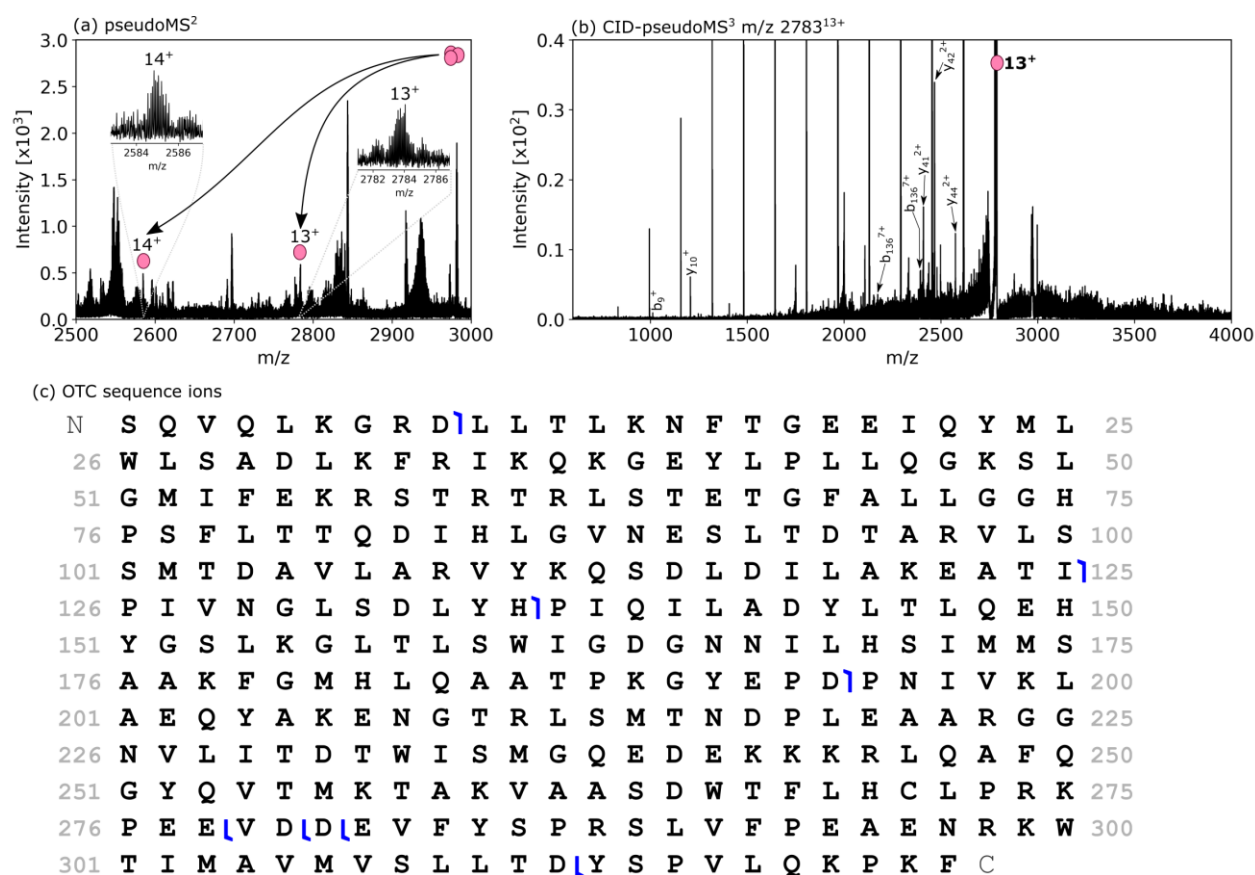 (a) pseudoMS2
(b) CID-pseudoMS3 m/z 278313+
Intensity [x103]
3.0
2.5
2.0
1.5
1.0
0.5
0.0
14+
2584 2586
m/z
13+
2782 2784 2786
m/z
14+
13+
2500 2600 2700 2800 2900 3000
m/z
Intensity [x102]
0.4
0.3
0.2
0.1
0.0
b9+
y10+
b1367+
b1367+
y412+
y422+
y442+
13+
1000 1500 2000 2500 3000 3500 4000
m/z
(c) OTC sequence ions
N S Q V Q L K G R D L L T L K N F T G E E I Q Y M L 25
26 W L S A D L K F R I K Q K G E Y L P L L Q G K S L 50
51 G M I F E K R S T R T R L S T E T G F A L L G G H 75
76 P S F L T T Q D I H L G V N E S L T D T A R V L S 100
101 S M T D A V L A R V Y K Q S D L D I L A K E A T I 125
126 P I V N G L S D L Y H P I Q I L A D Y L T L Q E H 150
151 Y G S L K G L T L S W I G D G N N I L H S I M M S 175
176 A A K F G M H L Q A A T P K G Y E P D P N I V K L 200
201 A E Q Y A K E N G T R L S M T N D P L E A A R G G 225
226 N V L I T D T W I S M G Q E D E K K K R L Q A F Q 250
251 G Y Q V T M K T A K V A A S D W T F L H C L P R K 275
276 P E E V D D E V F Y S P R S L V F P E A E N R K W 300
301 T I M A V M V S L L T D Y S P V L Q K P K F C